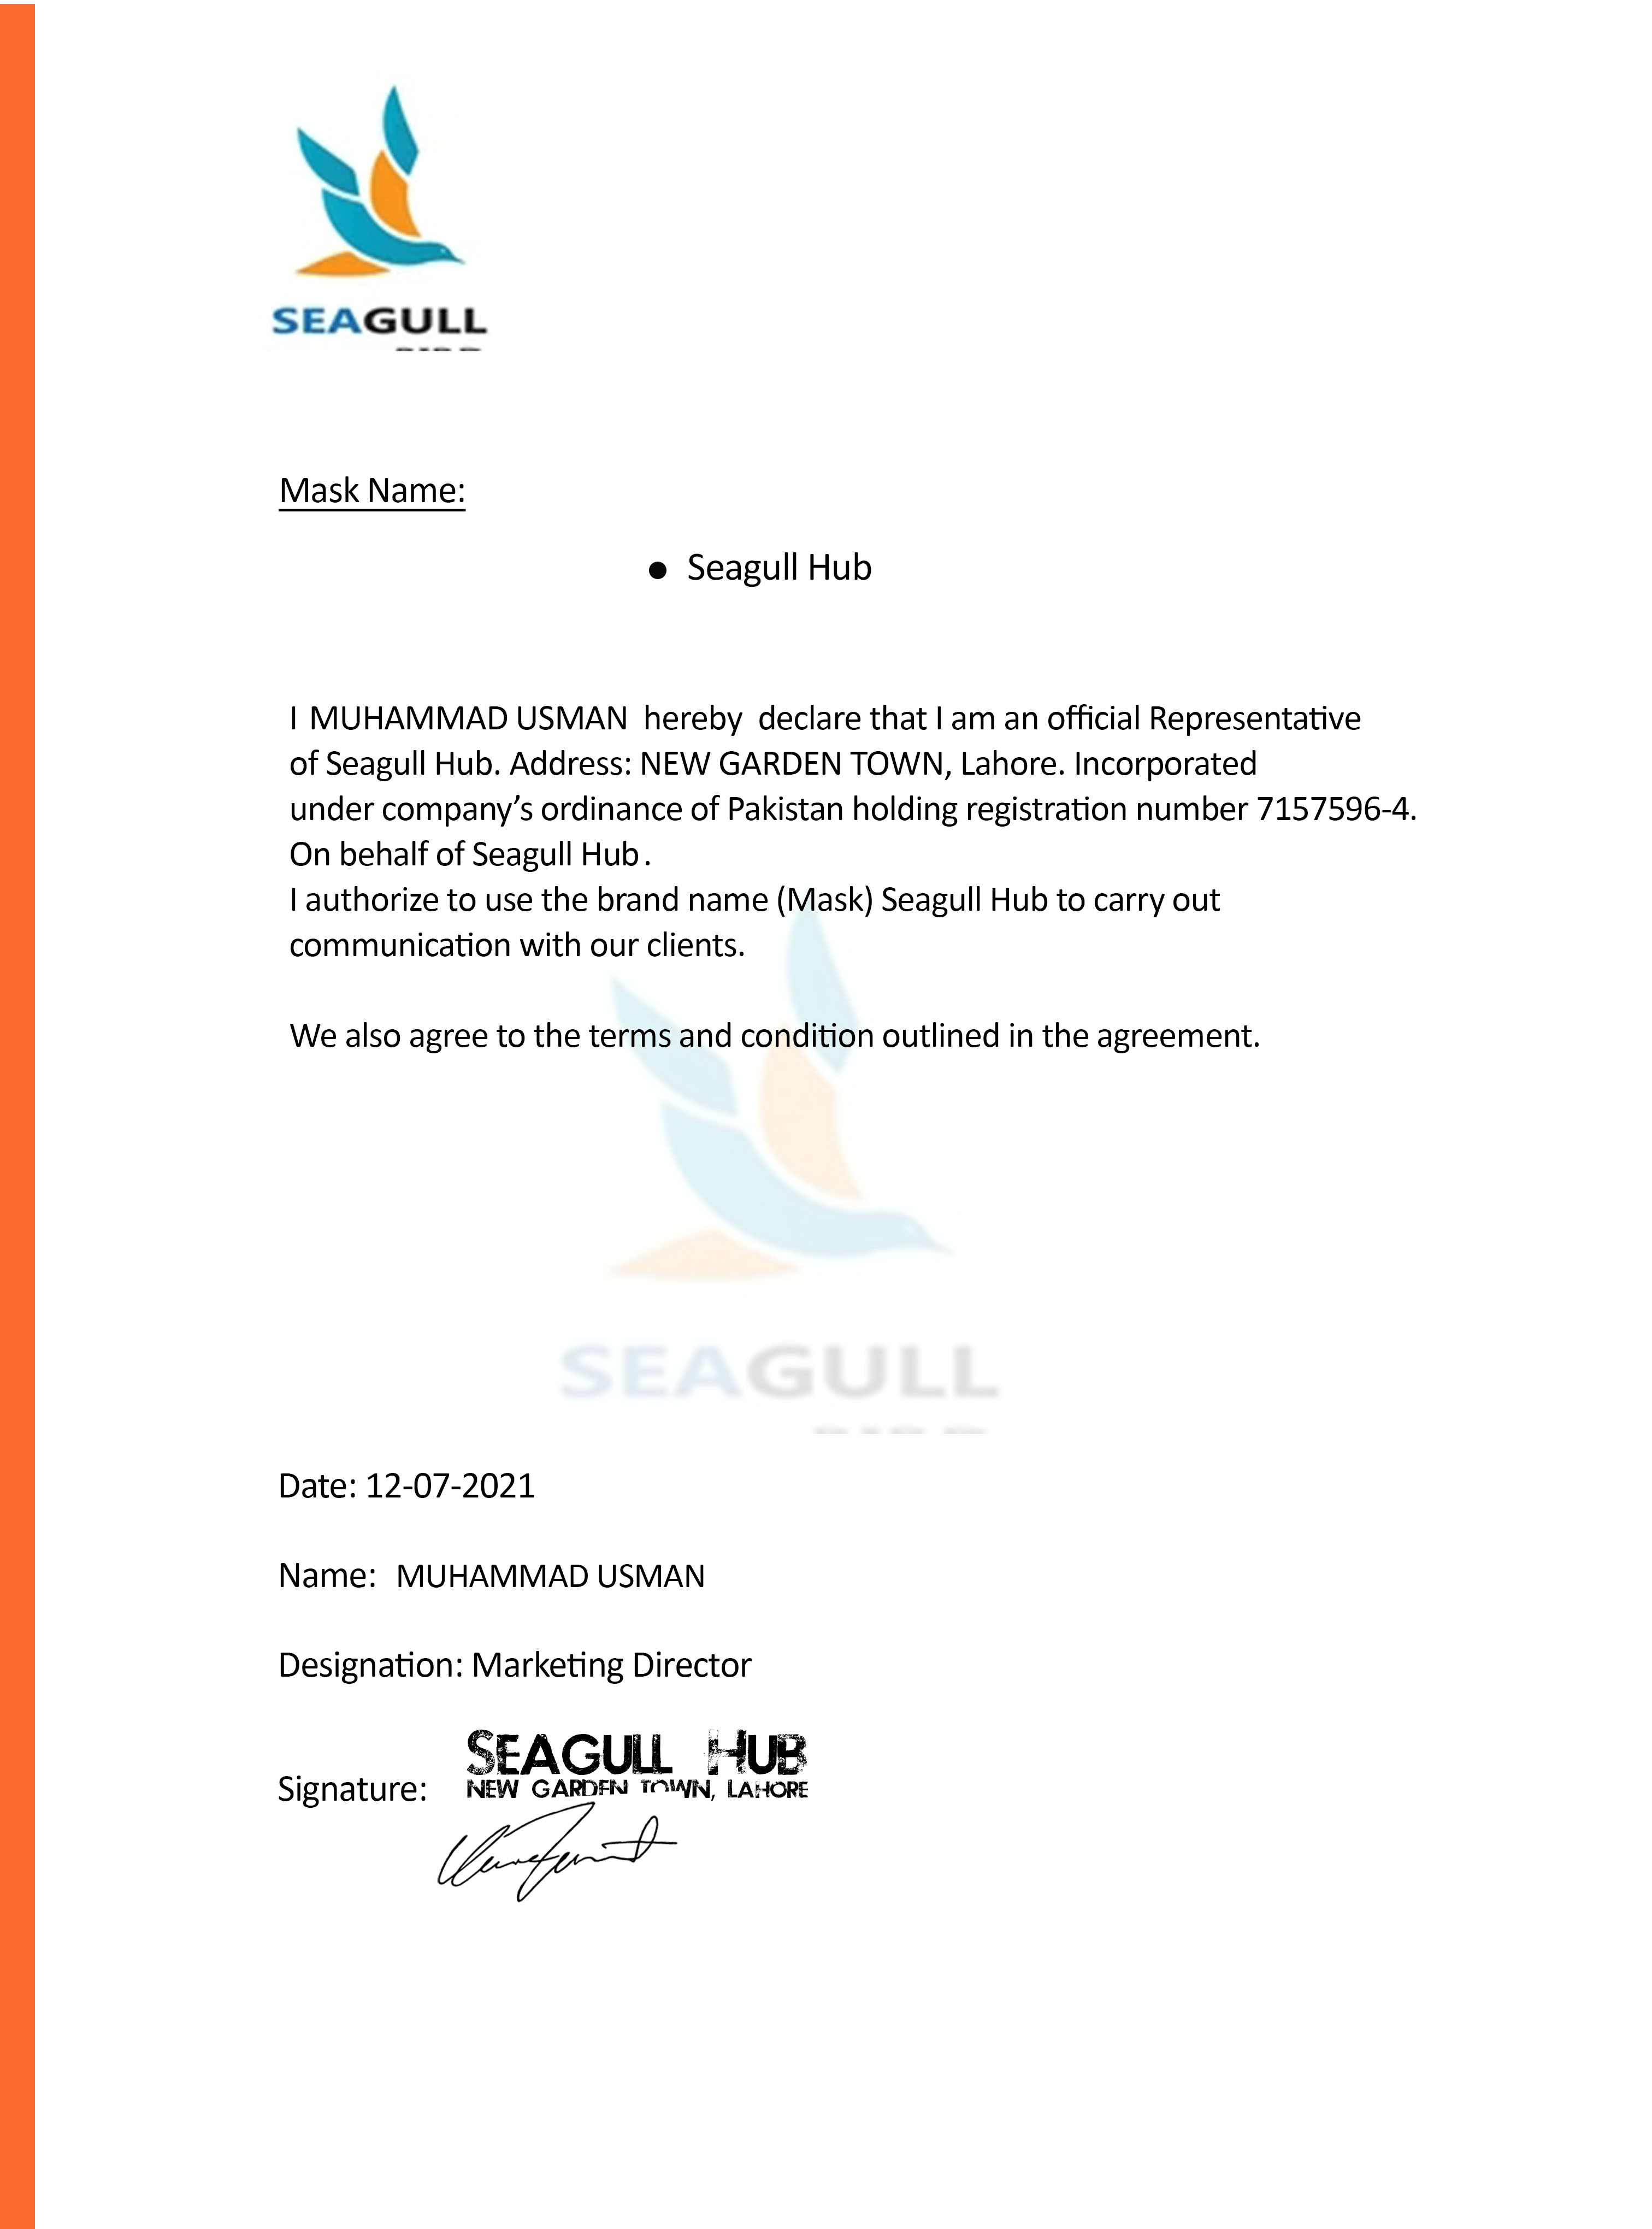 SEAGULL
Mask Name:
● Seagull Hub
I MUHAMMAD USMAN hereby declare that I am an official Representative
of Seagull Hub. Address: NEW GARDEN TOWN, Lahore. Incorporated
under company’s ordinance of Pakistan holding registration number 7157596-4.
On behalf of Seagull Hub.
I authorize to use the brand name (Mask) Seagull Hub to carry out
communication with our clients.
We also agree to the terms and condition outlined in the agreement.
SEAGULL
Date: 12-07-2021
Name: MUHAMMAD USMAN
Designation: Marketing Director
SEAGULL HUB
Signature: NEW GARDEN TOWN, LAHORE